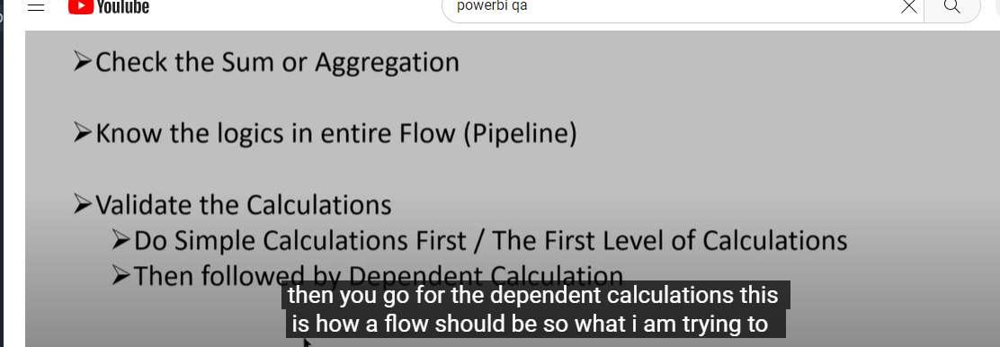 YouTube
powerbi qa
➤Check the Sum or Aggregation
➤Know the logics in entire Flow (Pipeline)
➤Validate the Calculations
➤Do Simple Calculations First / The First Level of Calculations
➤Then followed by Dependent Calculation
then you go for the dependent calculations this
is how a flow should be so what i am trying to